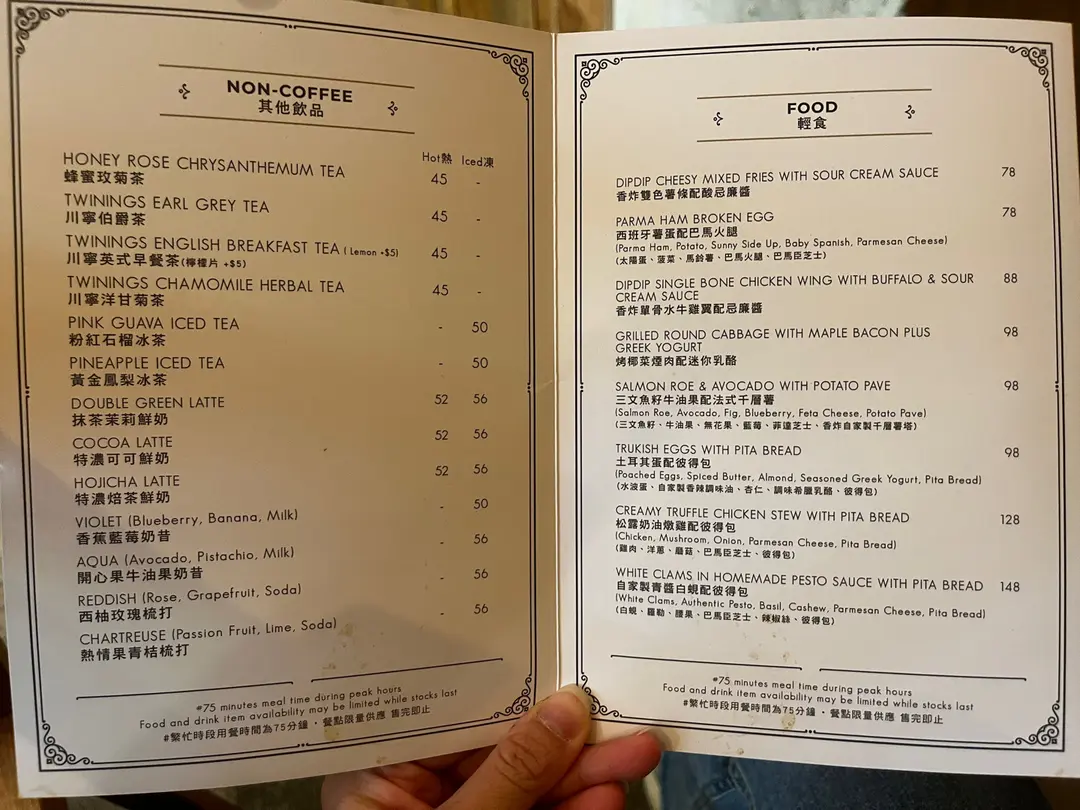 NON-COFFEE
其他飲品
Hot熱 Iced凍
HONEY ROSE CHRYSANTHEMUM TEA 45 -
蜂蜜玫菊茶
TWININGS EARL GREY TEA 45 -
川寧伯爵茶
TWININGS ENGLISH BREAKFAST TEA ( Lemon +$5) 45 -
川寧英式早餐茶(檸檬片 +$5)
TWININGS CHAMOMILE HERBAL TEA 45 -
川寧洋甘菊茶
PINK GUAVA ICED TEA - 50
粉紅石榴冰茶
PINEAPPLE ICED TEA - 50
黃金鳳梨冰茶
DOUBLE GREEN LATTE 52 56
抹茶茉莉鮮奶
COCOA LATTE 52 56
特濃可可鮮奶
HOJICHA LATTE 52 56
特濃焙茶鮮奶
VIOLET (Blueberry, Banana, Milk) - 50
香蕉藍莓奶昔
AQUA (Avocado, Pistachio, Milk) - 56
開心果牛油果奶昔
REDDISH (Rose, Grapefruit, Soda) - 56
西柚玫瑰梳打
CHARTREUSE (Passion Fruit, Lime, Soda) - 56
熱情果青桔梳打
#75 minutes meal time during peak hours
Food and drink item availability may be limited while stocks last
#繁忙時段用餐時間為75分鐘・餐點限量供應 售完即止
FOOD
輕食
DIPDIP CHEESY MIXED FRIES WITH SOUR CREAM SAUCE 78
香炸雙色薯條配酸忌廉醬
PARMA HAM BROKEN EGG 78
西班牙薯蛋配巴馬火腿
(Parma Ham, Potato, Sunny Side Up, Baby Spanish, Parmesan Cheese)
(太陽蛋、菠菜、馬鈴薯、巴馬火腿、巴馬臣芝士)
DIPDIP SINGLE BONE CHICKEN WING WITH BUFFALO & SOUR 88
CREAM SAUCE
香炸單骨水牛雞翼配忌廉醬
GRILLED ROUND CABBAGE WITH MAPLE BACON PLUS 98
GREEK YOGURT
烤椰菜煙肉配迷你乳酪
SALMON ROE & AVOCADO WITH POTATO PAVE 98
三文魚籽牛油果配法式千層薯
(Salmon Roe, Avocado, Fig, Blueberry, Feta Cheese, Potato Pave)
(三文魚籽、牛油果、無花果、藍莓、菲達芝士、香炸自家製千層薯塔)
TRUKISH EGGS WITH PITA BREAD 98
土耳其蛋配彼得包
(Poached Eggs, Spiced Butter, Almond, Seasoned Greek Yogurt, Pita Bread)
(水波蛋、自家製香辣調味油、杏仁、調味希臘乳酪、彼得包)
CREAMY TRUFFLE CHICKEN STEW WITH PITA BREAD 128
松露奶油燉雞配彼得包
(Chicken, Mushroom, Onion, Parmesan Cheese, Pita Bread)
(雞肉、洋蔥、蘑菇、巴馬臣芝士、彼得包)
WHITE CLAMS IN HOMEMADE PESTO SAUCE WITH PITA BREAD 148
自家製青醬白蜆配彼得包
(White Clams, Authentic Pesto, Basil, Cashew, Parmesan Cheese, Pita Bread)
(白蜆、羅勒、腰果、巴馬臣芝士、辣椒絲、彼得包)
#75 minutes meal time during peak hours
Food and drink item availability may be limited while stocks last
#繁忙時段用餐時間為75分鐘・餐點限量供應 售完即止